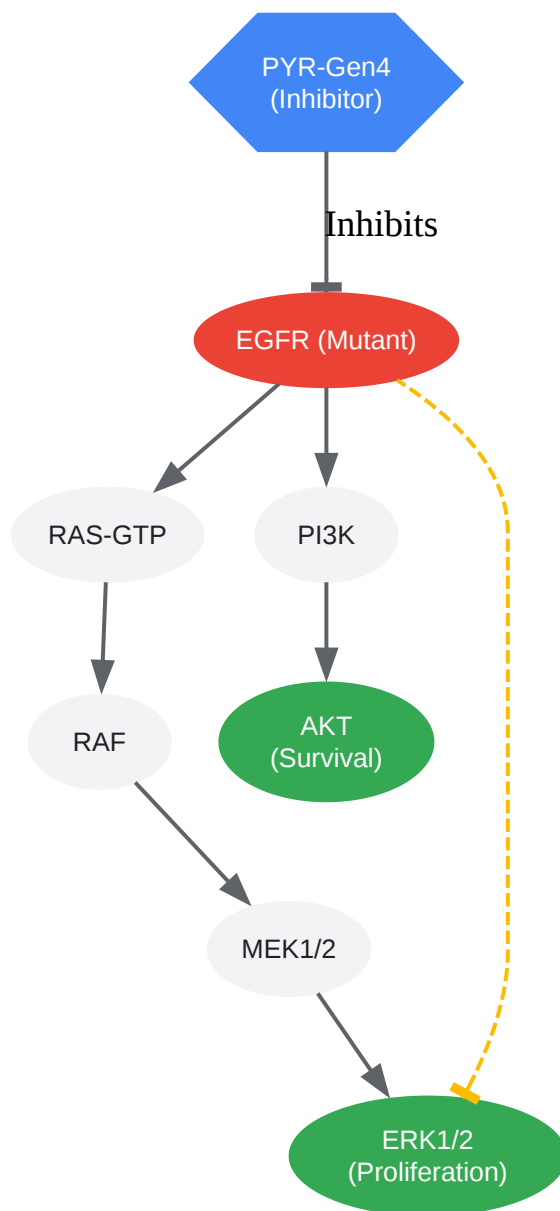 PYR-Gen4
(Inhibitor)
Inhibits
EGFR (Mutant)
RAS-GTP
PI3K
RAF
AKT
(Survival)
MEK1/2
ERK1/2
(Proliferation)